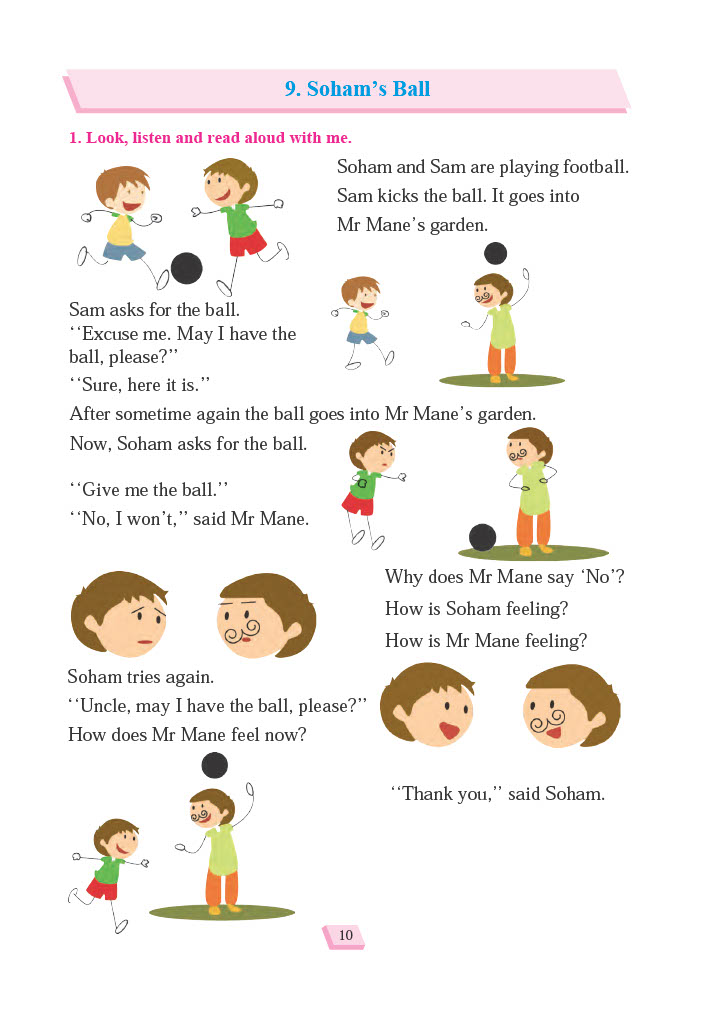 9. Soham's Ball
1. Look, listen and read aloud with me.
Soham and Sam are playing football.
Sam kicks the ball. It goes into
Mr Mane's garden.
Sam asks for the ball.
‘‘Excuse me. May I have the
ball, please?’’
‘‘Sure, here it is.’’
After sometime again the ball goes into Mr Mane's garden.
Now, Soham asks for the ball.
‘‘Give me the ball.’’
‘‘No, I won't,’’ said Mr Mane.
Why does Mr Mane say ‘No’?
How is Soham feeling?
How is Mr Mane feeling?
Soham tries again.
‘‘Uncle, may I have the ball, please?’’
How does Mr Mane feel now?
‘‘Thank you,’’ said Soham.
10